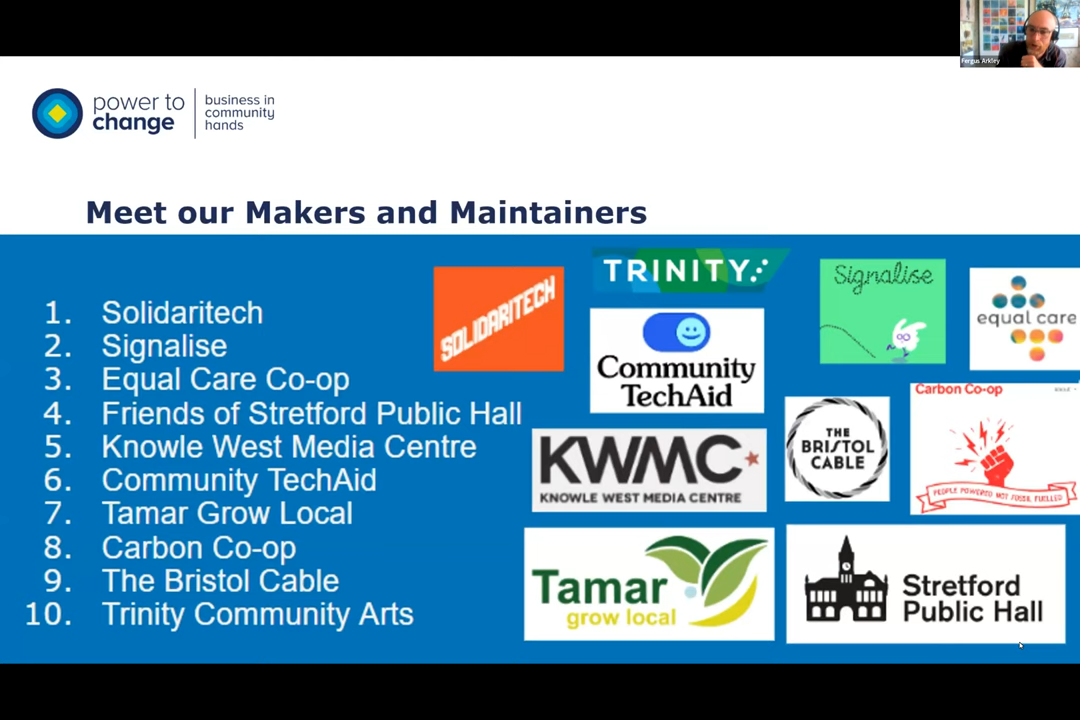 Fergus Arkley
power to
change
business in
community
hands
Meet our Makers and Maintainers
1. Solidaritech
2. Signalise
3. Equal Care Co-op
4. Friends of Stretford Public Hall
5. Knowle West Media Centre
6. Community TechAid
7. Tamar Grow Local
8. Carbon Co-op
9. The Bristol Cable
10. Trinity Community Arts
SOLIDARITECH
TRINITY
Community
TechAid
Signalise
equal care
KWMC
KNOWLE WEST MEDIA CENTRE
THE
BRISTOL
CABLE
Carbon Co-op
PEOPLE POWERED NOT FOSSIL FUELLED
Tamar
grow local
Stretford
Public Hall